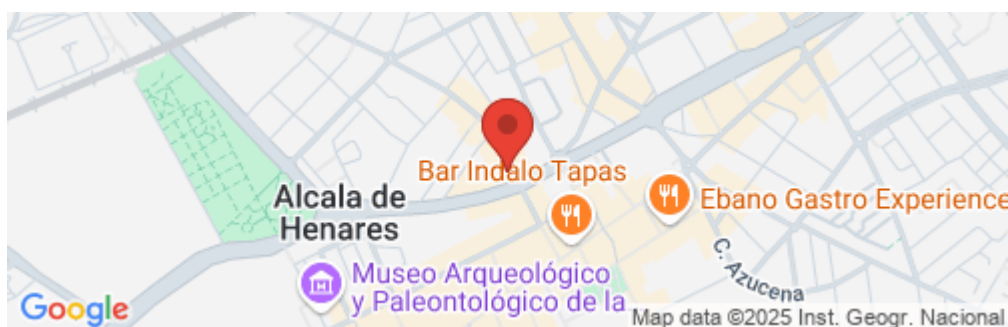 Bar Indalo Tapas
Alcala de
Henares
Ebano Gastro Experience
C. Azucena
Museo Arqueológico
y Paleontológico de la
Google
Map data ©2025 Inst. Geogr. Nacional